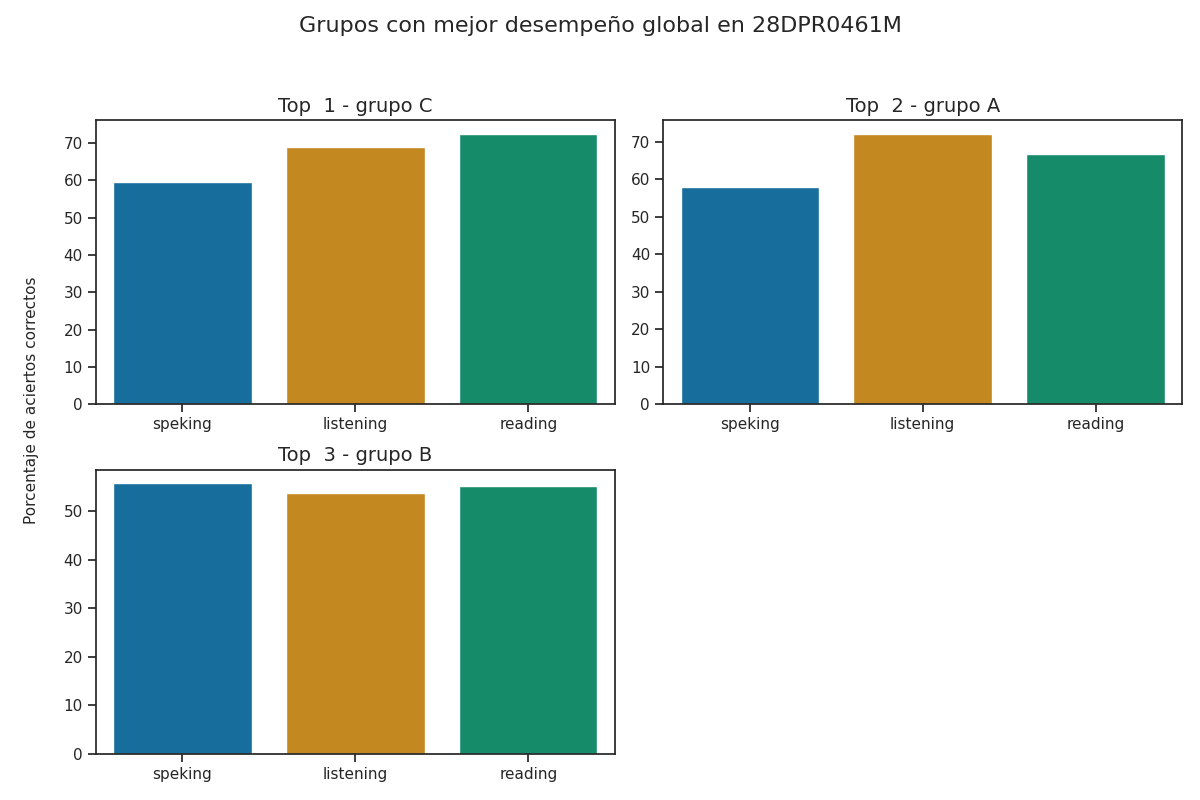 Grupos con mejor desempeño global en 28DPR0461M
Porcentaje de aciertos correctos
Top  1 - grupo C
70
60
50
40
30
20
10
0
speking listening reading
Top  2 - grupo A
70
60
50
40
30
20
10
0
speking listening reading
Top  3 - grupo B
50
40
30
20
10
0
speking listening reading